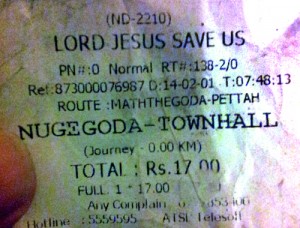 (ND-2210)
LORD JESUS SAVE US
PN#:0 Normal RT#:138-2/0
Ref:873000076987 D:14-02-01 T:07:48:13
ROUTE :MATHTHEGODA-PETTAH
NUGEGODA-TOWNHALL
(Journey - 0.00 KM)
TOTAL : Rs.17.00
FULL 1 * 17.00
Any Complain
Hotline : 5559595 ATSL Telesoft